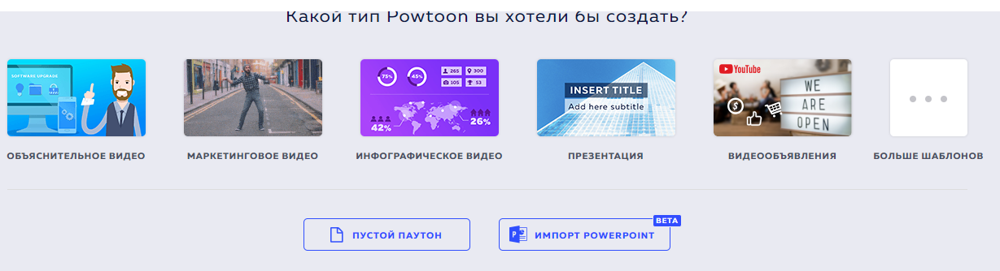 Какой тип Powtoon вы хотели бы создать?
SOFTWARE UPGRADE
75%
45%
265
300
105
53
42%
26%
INSERT TITLE
Add here subtitle
YouTube
$
WE
ARE
OPEN
ОБЪЯСНИТЕЛЬНОЕ ВИДЕО
МАРКЕТИНГОВОЕ ВИДЕО
ИНФОГРАФИЧЕСКОЕ ВИДЕО
ПРЕЗЕНТАЦИЯ
ВИДЕООБЪЯВЛЕНИЯ
БОЛЬШЕ ШАБЛОНОВ
ПУСТОЙ ПАУТОН
BETA
P
ИМПОРТ POWERPOINT